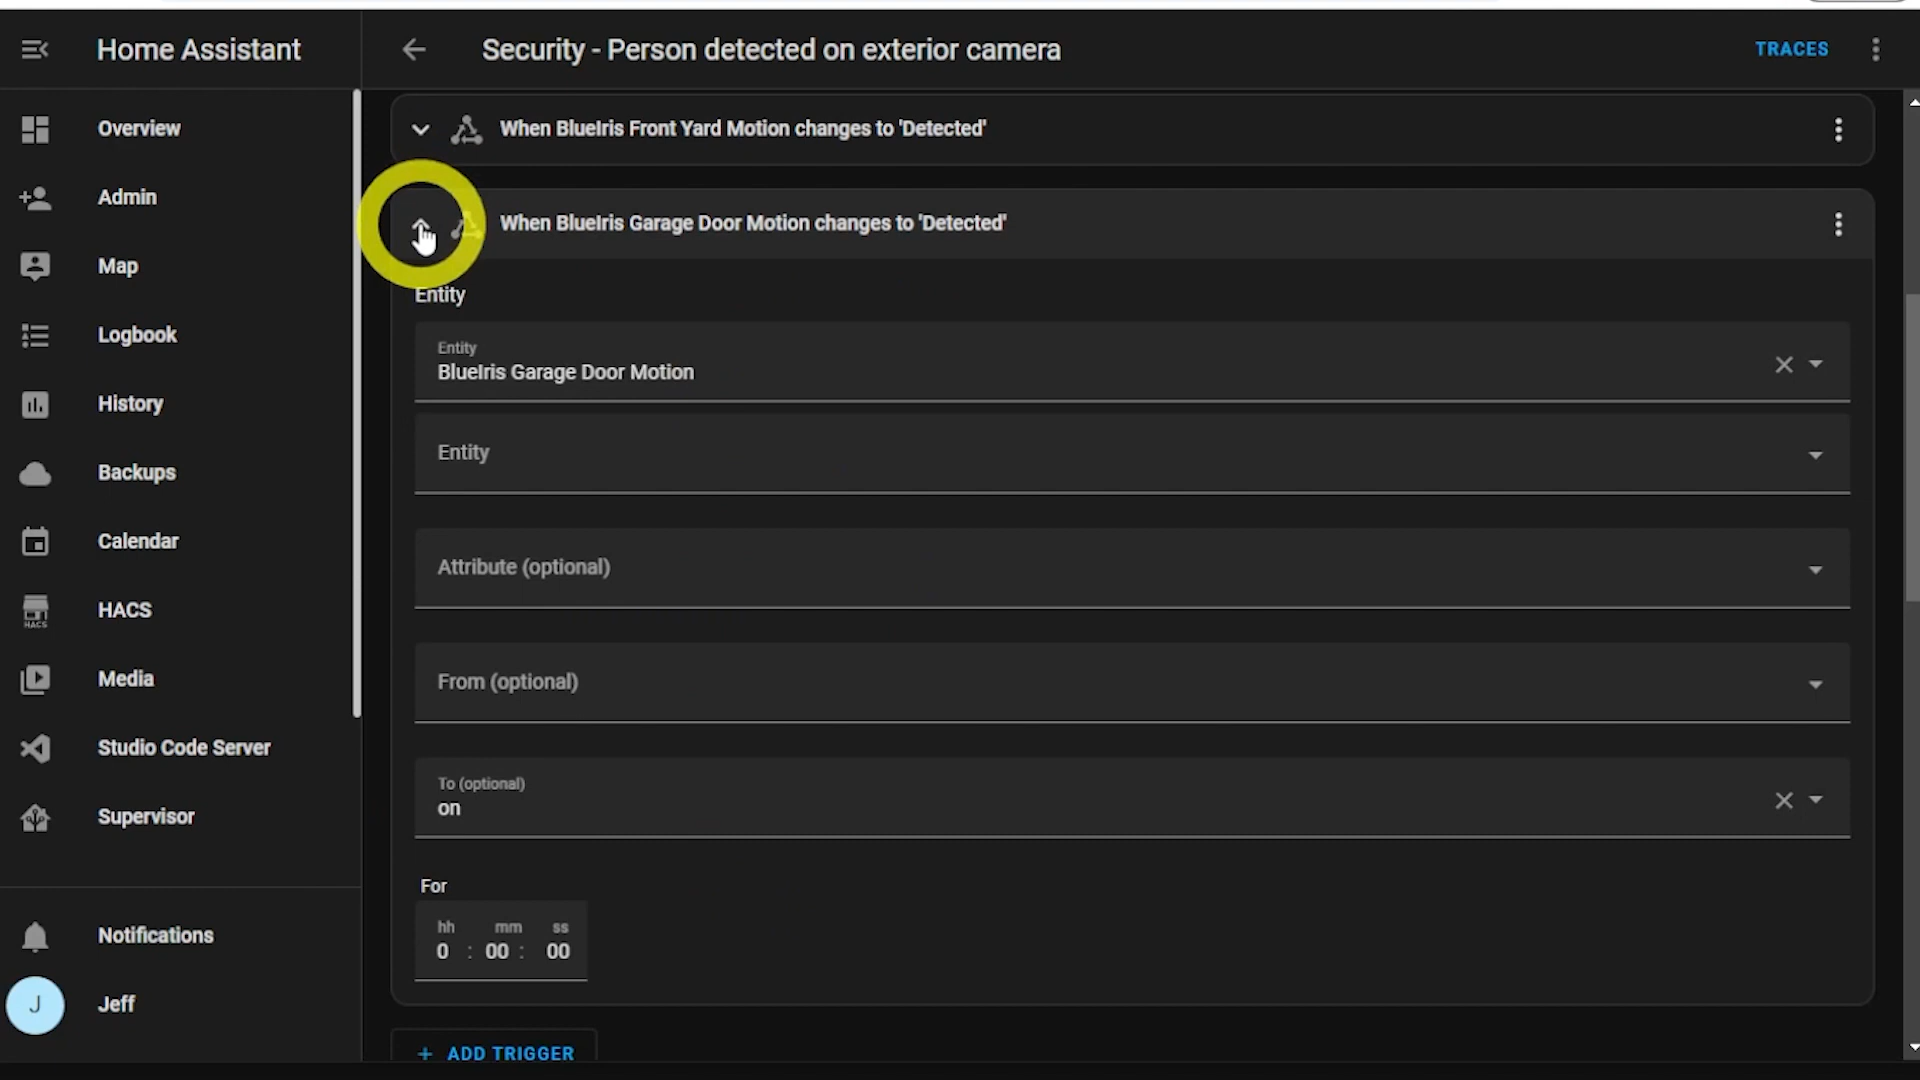 Home Assistant
Security - Person detected on exterior camera
TRACES
Overview
Admin
Map
Logbook
History
Backups
Calendar
HACS
HACS
Media
Studio Code Server
Supervisor
Notifications
J
Jeff
When BlueIris Front Yard Motion changes to 'Detected'
When BlueIris Garage Door Motion changes to 'Detected'
Entity
Entity
BlueIris Garage Door Motion
Entity
Attribute (optional)
From (optional)
To (optional)
on
For
hh mm ss
0 : 00 : 00
+ ADD TRIGGER